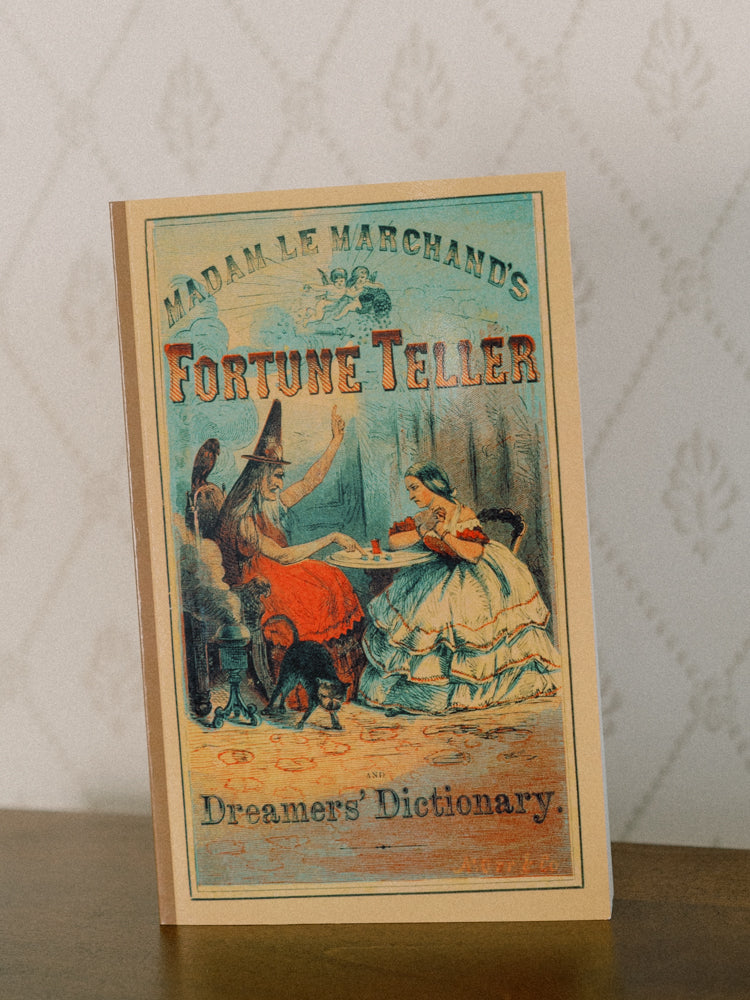 MADAM LE MARCHAND'S
FORTUNE TELLER
AND
Dreamers' Dictionary.